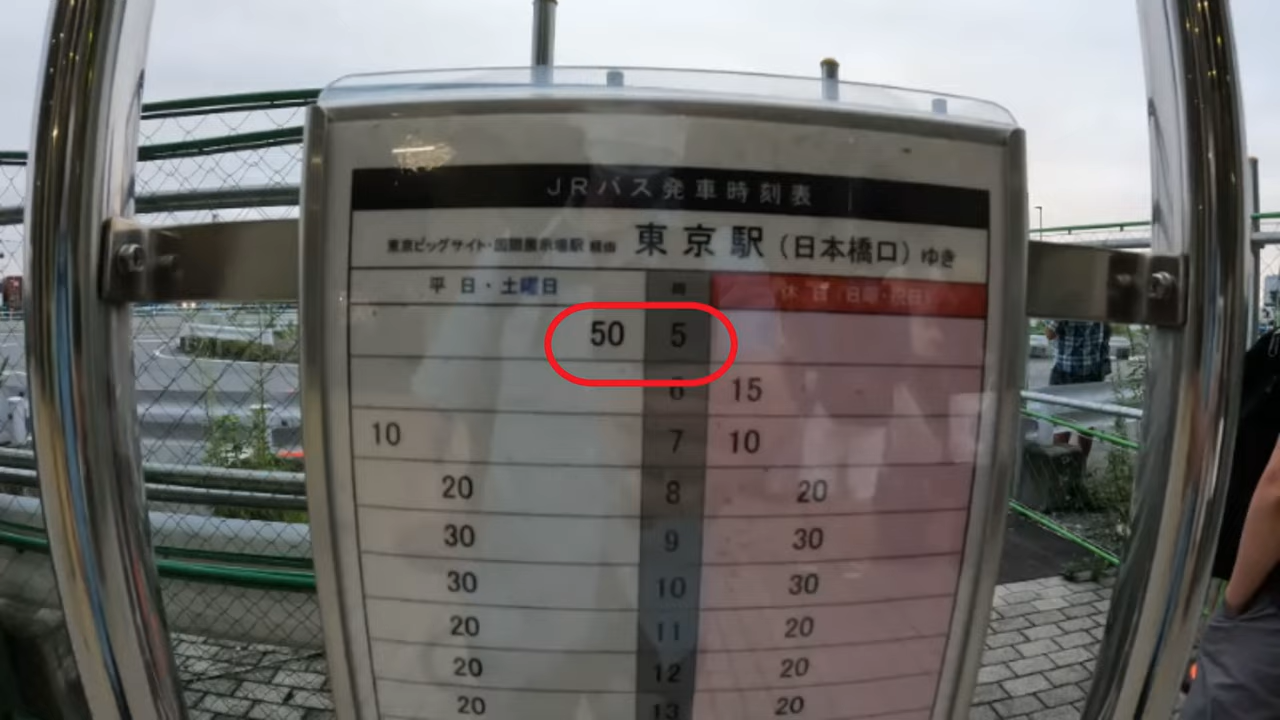 JRバス発車時刻表
東京ビッグサイト・国際展示場駅 経由 東京駅(日本橋口)ゆき
平日・土曜日 時 休日(日曜・祝日)
50 5
6 15
10 7 10
20 8 20
30 9 30
30 10 30
20 11 20
20 12 20
20 13 20